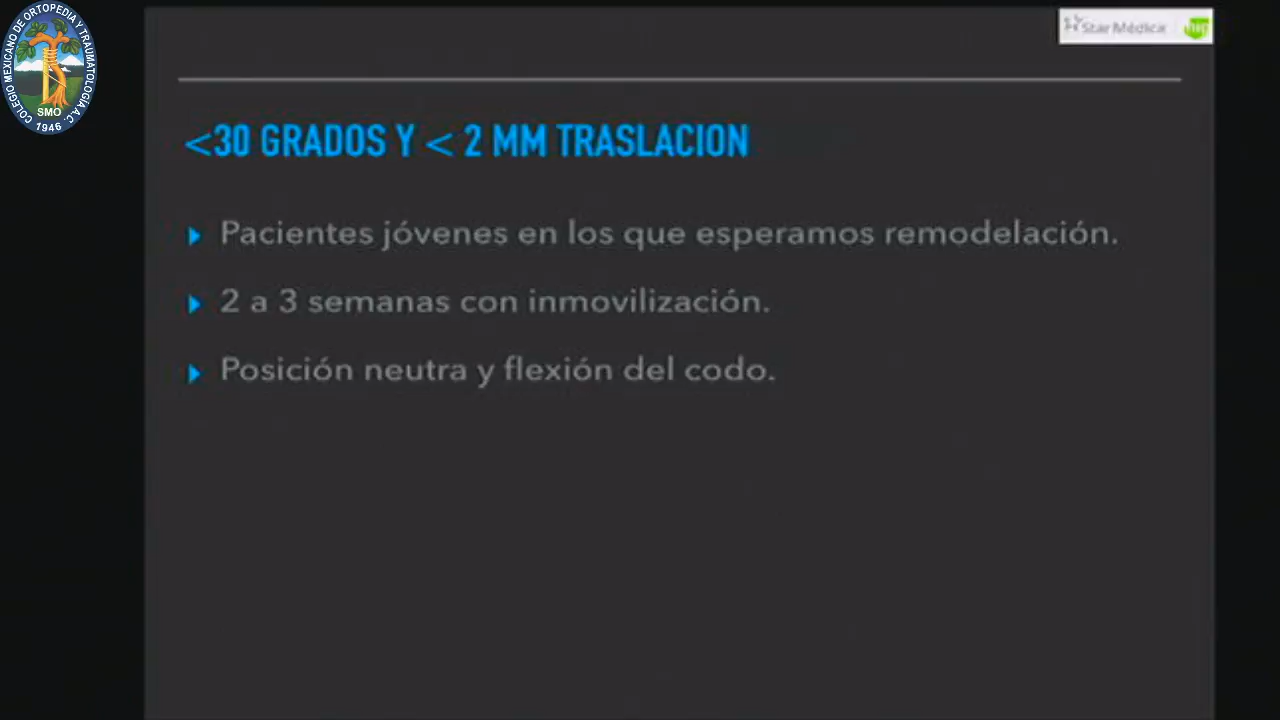 COLEGIO MEXICANO DE ORTOPEDIA Y TRAUMATOLOGÍA A.C.
SMO
1946
Star Médica
<30 GRADOS Y < 2 MM TRASLACION
Pacientes jóvenes en los que esperamos remodelación.
2 a 3 semanas con inmovilización.
Posición neutra y flexión del codo.